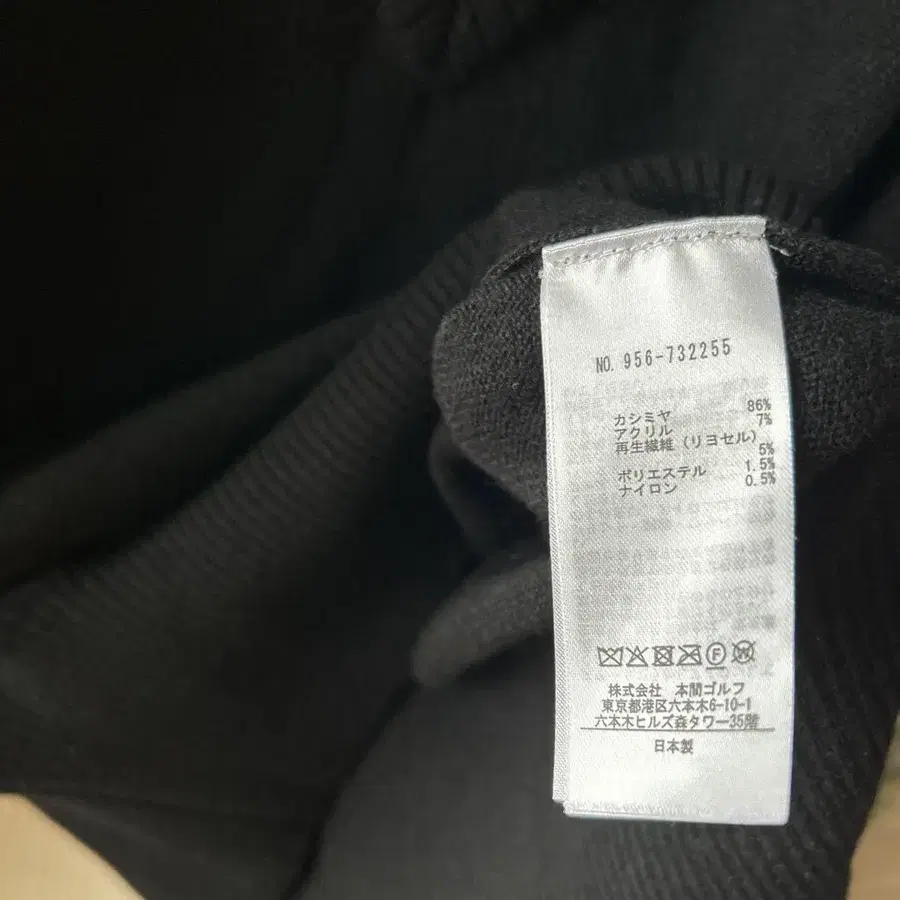 NO. 956-732255
カシミヤ 86%
アクリル 7%
再生繊維（リヨセル） 5%
ポリエステル 1.5%
ナイロン 0.5%
F W
株式会社 本間ゴルフ
東京都港区六本木6-10-1
六本木ヒルズ森タワー35階
日本製